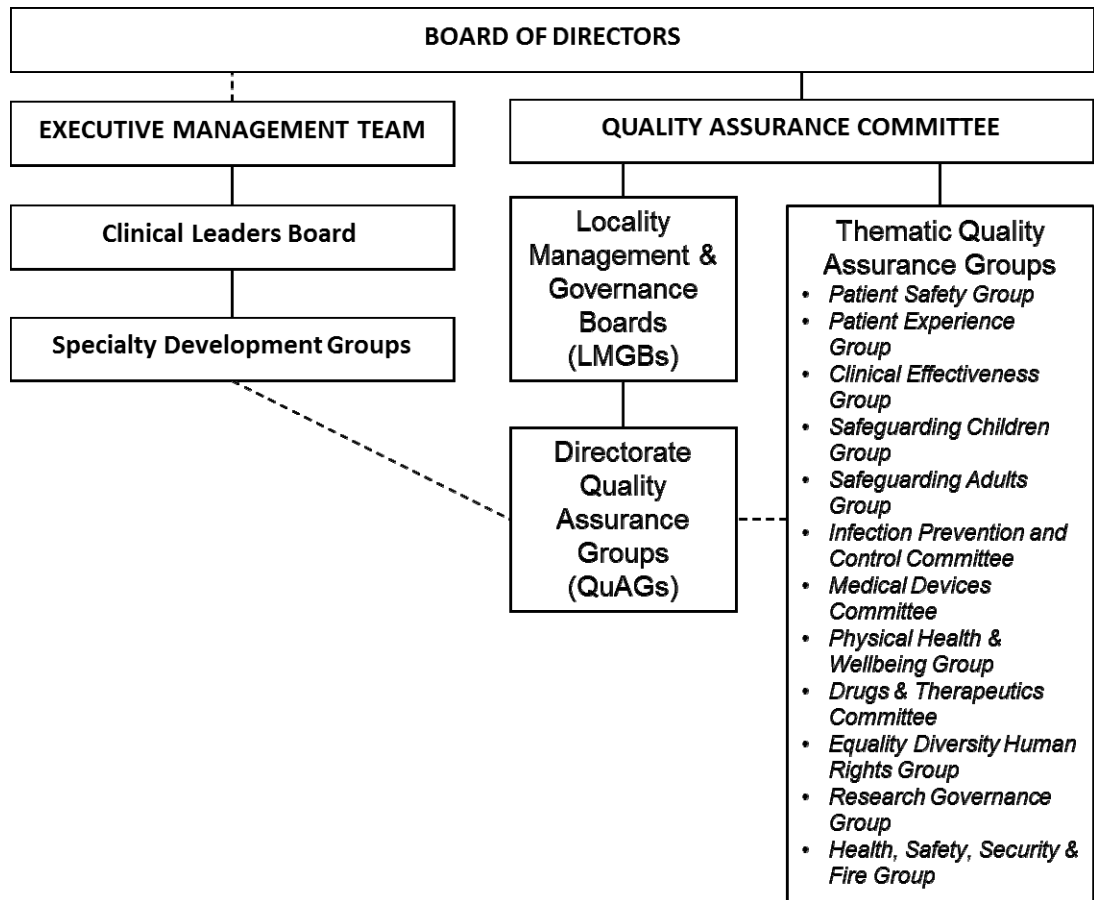 BOARD OF DIRECTORS
EXECUTIVE MANAGEMENT TEAM
QUALITY ASSURANCE COMMITTEE
Clinical Leaders Board
Specialty Development Groups
Locality
Management &
Governance
Boards
(LMGBs)
Directorate
Quality
Assurance
Groups
(QuAGs)
Thematic Quality
Assurance Groups
• Patient Safety Group
• Patient Experience
Group
• Clinical Effectiveness
Group
• Safeguarding Children
Group
• Safeguarding Adults
Group
• Infection Prevention and
Control Committee
• Medical Devices
Committee
• Physical Health &
Wellbeing Group
• Drugs & Therapeutics
Committee
• Equality Diversity Human
Rights Group
• Research Governance
Group
• Health, Safety, Security &
Fire Group